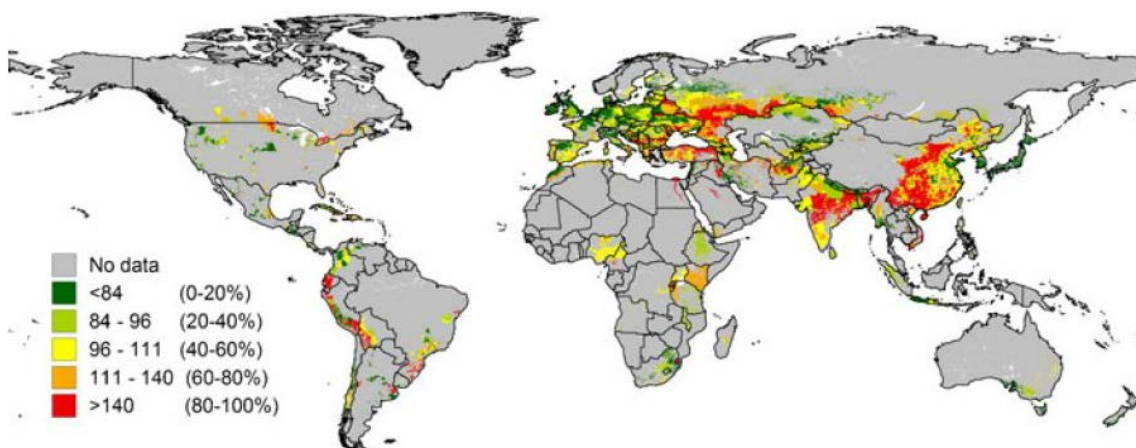 No data
<84 (0-20%)
84 - 96 (20-40%)
96 - 111 (40-60%)
111 - 140 (60-80%)
>140 (80-100%)